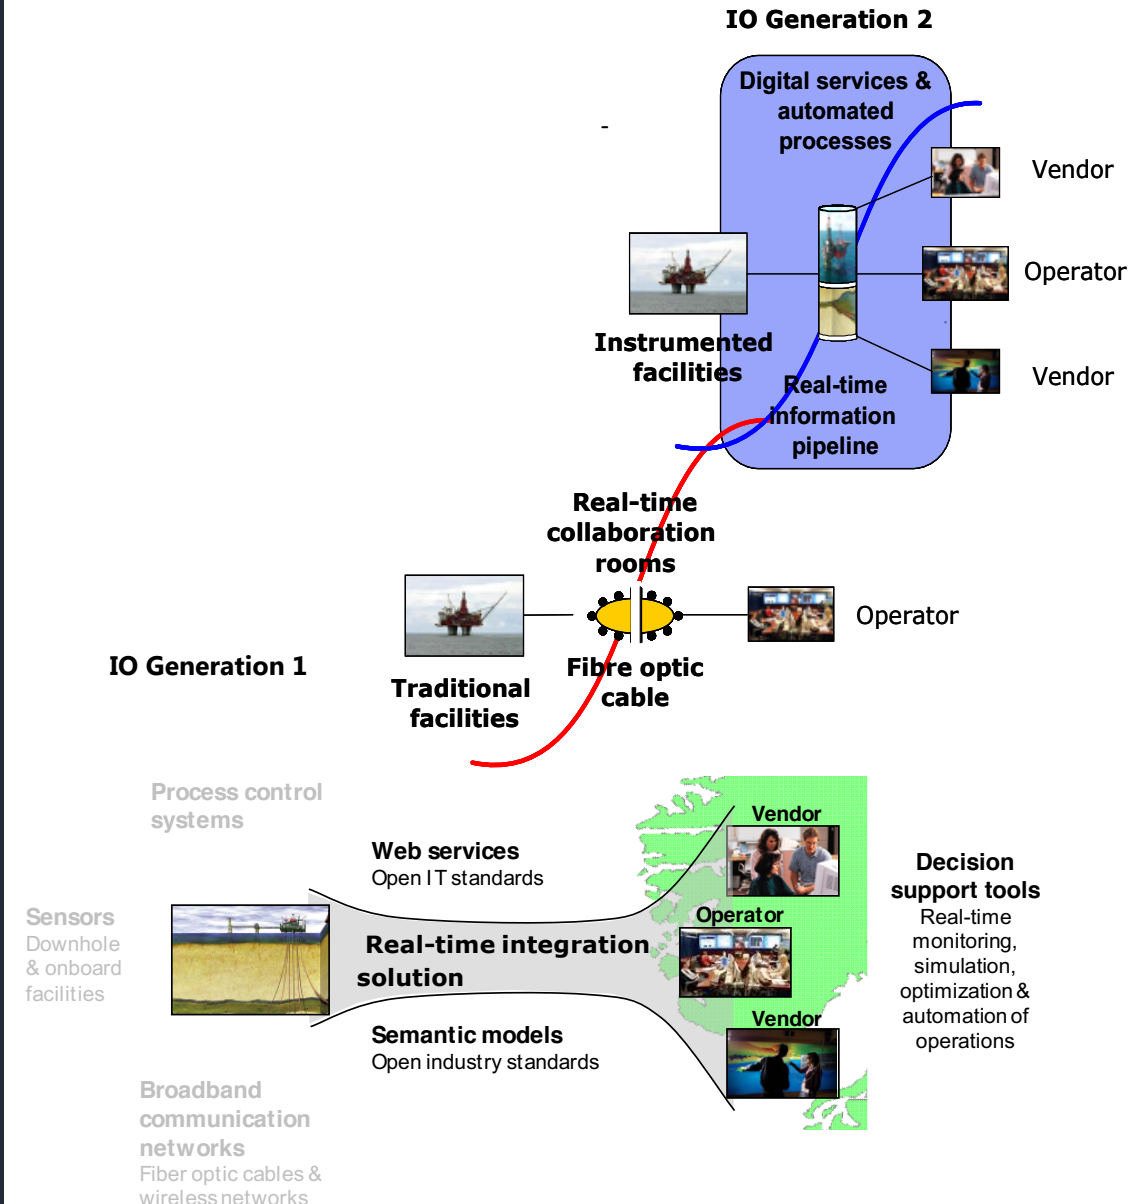 IO Generation 2
Digital services &
automated
processes
-
Vendor
Operator
Instrumented
facilities
Vendor
Real-time
information
pipeline
Real-time
collaboration
rooms
Operator
IO Generation 1
Fibre optic
cable
Traditional
facilities
Process control
systems
Vendor
Web services
Open IT standards
Decision
support tools
Real-time
monitoring,
simulation,
optimization &
automation of
operations
Sensors
Downhole
& onboard
facilities
Operator
Real-time integration
solution
Vendor
Semantic models
Open industry standards
Broadband
communication
networks
Fiber optic cables &
wireless networks